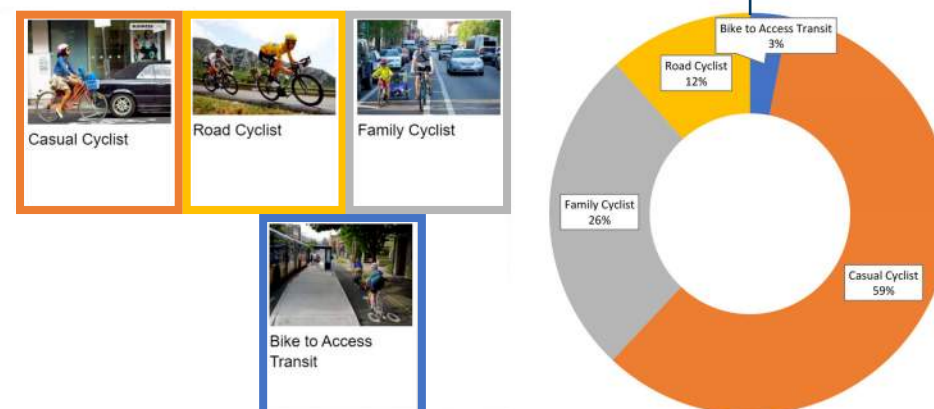 Casual Cyclist
Road Cyclist
Family Cyclist
Bike to Access
Transit
Bike to Access Transit
3%
Road Cyclist
12%
Family Cyclist
26%
Casual Cyclist
59%